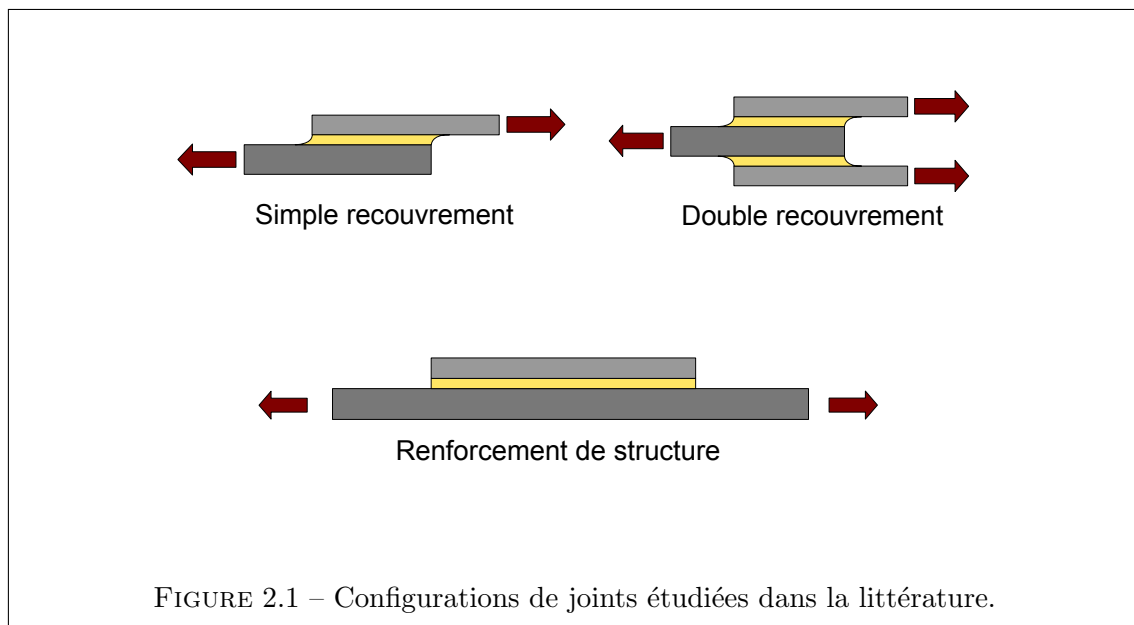 Simple recouvrement
Double recouvrement
Renforcement de structure
FIGURE 2.1 – Configurations de joints étudiées dans la littérature.